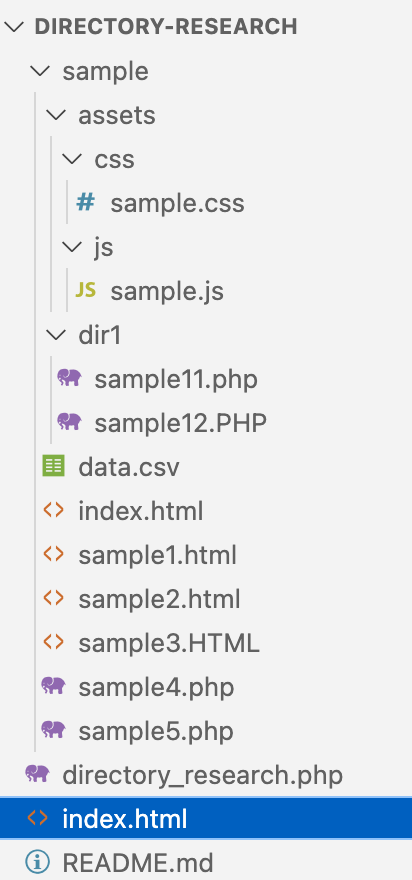 DIRECTORY-RESEARCH
sample
assets
css
# sample.css
js
JS sample.js
dir1
sample11.php
sample12.PHP
data.csv
<> index.html
<> sample1.html
<> sample2.html
<> sample3.HTML
sample4.php
sample5.php
directory_research.php
<> index.html
README.md